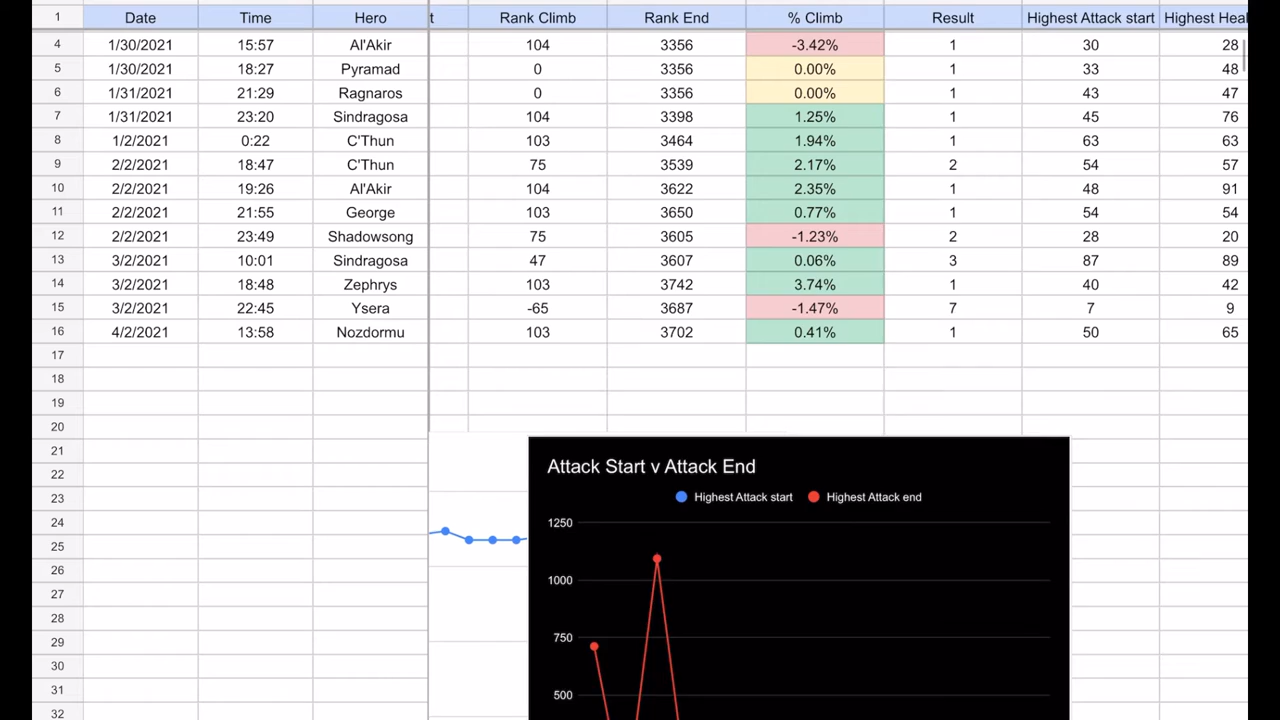 1 Date Time Hero t Rank Climb Rank End % Climb Result Highest Attack start Highest Heal
4 1/30/2021 15:57 Al'Akir 104 3356 -3.42% 1 30 28
5 1/30/2021 18:27 Pyramad 0 3356 0.00% 1 33 48
6 1/31/2021 21:29 Ragnaros 0 3356 0.00% 1 43 47
7 1/31/2021 23:20 Sindragosa 104 3398 1.25% 1 45 76
8 1/2/2021 0:22 C'Thun 103 3464 1.94% 1 63 63
9 2/2/2021 18:47 C'Thun 75 3539 2.17% 2 54 57
10 2/2/2021 19:26 Al'Akir 104 3622 2.35% 1 48 91
11 2/2/2021 21:55 George 103 3650 0.77% 1 54 54
12 2/2/2021 23:49 Shadowsong 75 3605 -1.23% 2 28 20
13 3/2/2021 10:01 Sindragosa 47 3607 0.06% 3 87 89
14 3/2/2021 18:48 Zephrys 103 3742 3.74% 1 40 42
15 3/2/2021 22:45 Ysera -65 3687 -1.47% 7 7 9
16 4/2/2021 13:58 Nozdormu 103 3702 0.41% 1 50 65
17
18
19
20
21
22
23
24
25
26
27
28
29
30
31
32
Attack Start v Attack End
Highest Attack start Highest Attack end
1250
1000
750
500